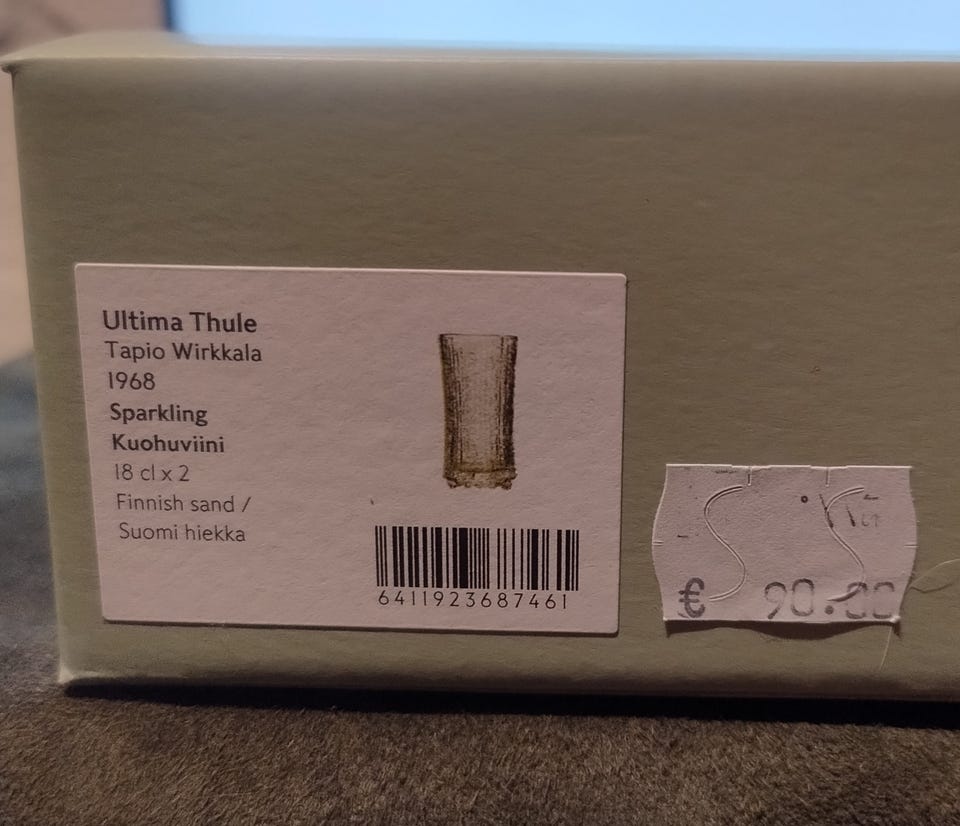 Ultima Thule
Tapio Wirkkala
1968
Sparkling
Kuohuviini
18 cl x 2
Finnish sand /
Suomi hiekka
6411923687461
€ 90.00